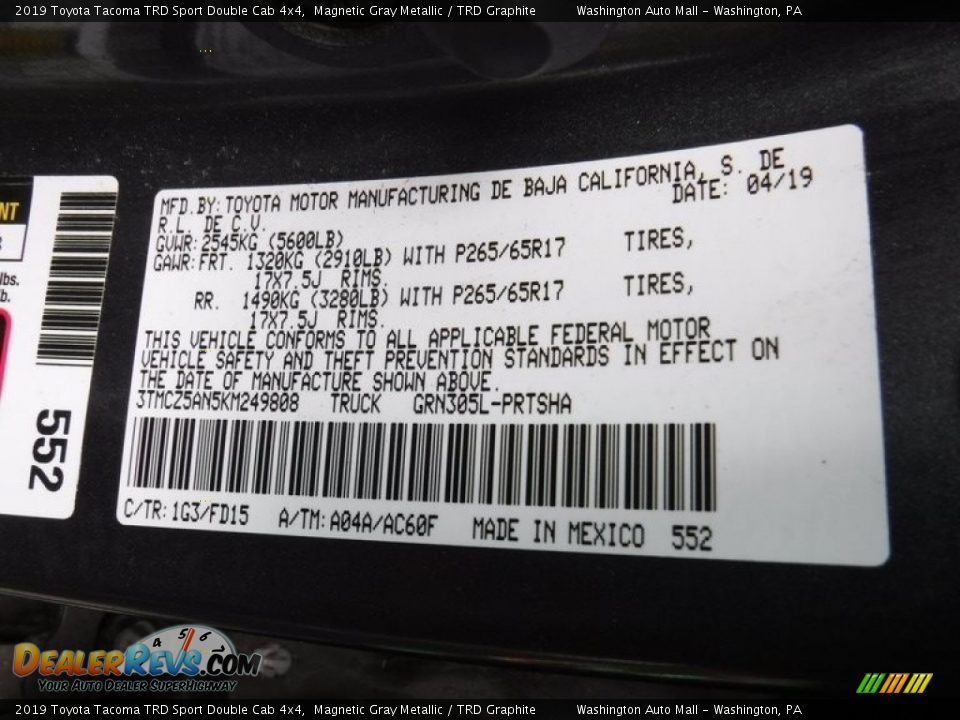 2019 Toyota Tacoma TRD Sport Double Cab 4x4,  Magnetic Gray Metallic / TRD Graphite    Washington Auto Mall - Washington, PA
NT
lbs.
b.
552
MFD.BY:TOYOTA MOTOR MANUFACTURING DE BAJA CALIFORNIA, S. DE
R.L. DE C.V.    DATE: 04/19
GVWR:2545KG (5600LB)
GAWR:FRT. 1320KG (2910LB) WITH P265/65R17 TIRES,
17X7.5J RIMS.
RR. 1490KG (3280LB) WITH P265/65R17 TIRES,
17X7.5J RIMS.
THIS VEHICLE CONFORMS TO ALL APPLICABLE FEDERAL MOTOR
VEHICLE SAFETY AND THEFT PREVENTION STANDARDS IN EFFECT ON
THE DATE OF MANUFACTURE SHOWN ABOVE.
3TMCZ5AN5KM249808 TRUCK GRN305L-PRTSHA
C/TR:1G3/FD15 A/TM:A04A/AC60F MADE IN MEXICO 552
4 5 6
DealerRevs.com
Your Auto Dealer SuperHighway
2019 Toyota Tacoma TRD Sport Double Cab 4x4,  Magnetic Gray Metallic / TRD Graphite    Washington Auto Mall - Washington, PA